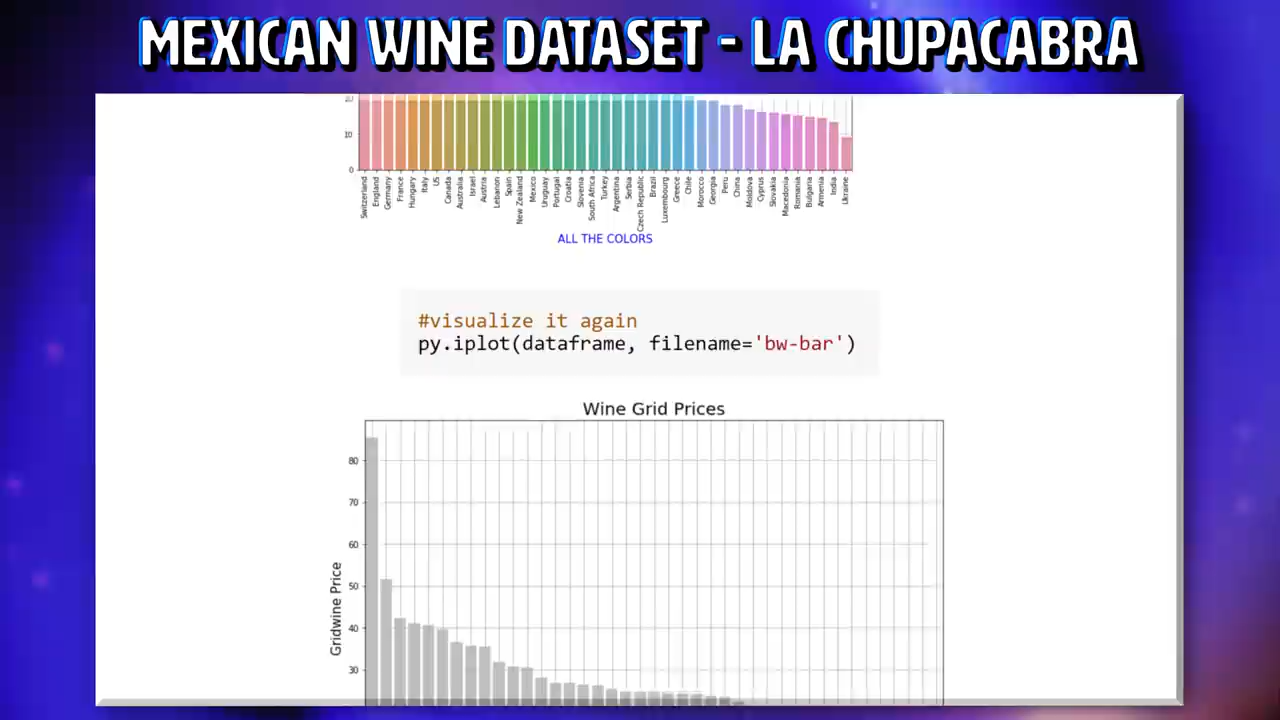 MEXICAN WINE DATASET - LA CHUPACABRA
10
0
Switzerland
England
Germany
France
Hungary
Italy
US
Canada
Australia
Israel
Austria
Lebanon
Spain
New Zealand
Mexico
Uruguay
Portugal
Croatia
Slovenia
South Africa
Turkey
Argentina
Serbia
Czech Republic
Brazil
Luxembourg
Greece
Chile
Morocco
Georgia
Peru
China
Moldova
Cyprus
Slovakia
Macedonia
Romania
Bulgaria
Armenia
India
Ukraine
ALL THE COLORS
#visualize it again
py.iplot(dataframe, filename='bw-bar')
Wine Grid Prices
80
70
60
50
40
30
Gridwine Price